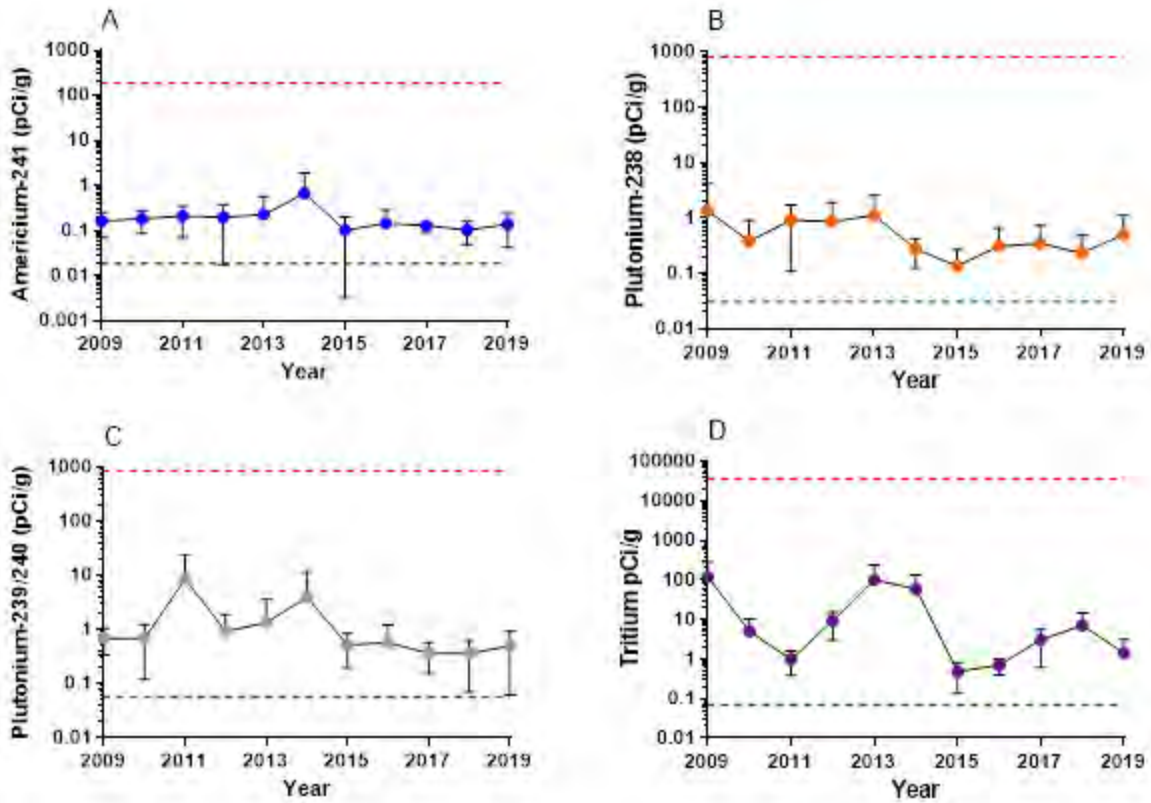 A
Americium-241 (pCi/g)
1000
100
10
1
0.1
0.01
0.001
2009 2011 2013 2015 2017 2019
Year
B
Plutonium-238 (pCi/g)
1000
100
10
1
0.1
0.01
2009 2011 2013 2015 2017 2019
Year
C
Plutonium-239/240 (pCi/g)
1000
100
10
1
0.1
0.01
2009 2011 2013 2015 2017 2019
Year
D
Tritium pCi/g)
100000
10000
1000
100
10
1
0.1
0.01
2009 2011 2013 2015 2017 2019
Year